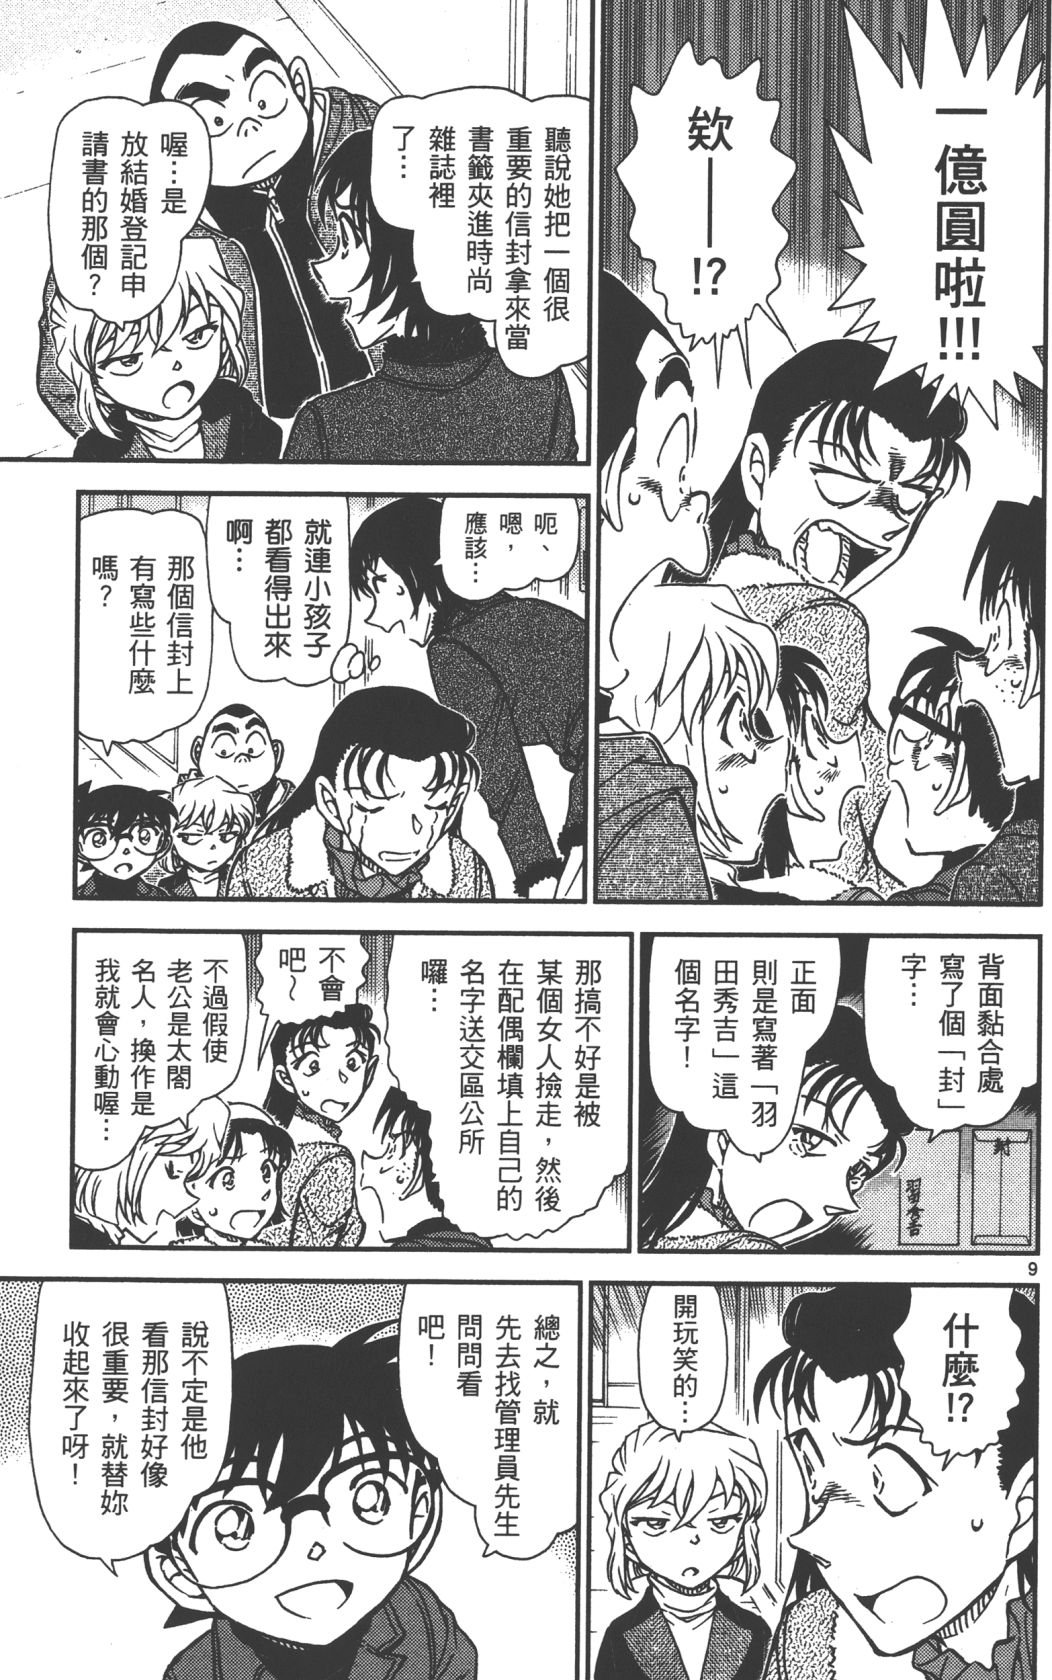 一億圓啦!!!
欸——!?
聽說她把一個很
重要的信封拿來當
書籤夾進時尚
雜誌裡
了…
喔…是
放結婚登記申
請書的那個？
呃、
嗯，
應該…
就連小孩子
都看得出來
啊…
那個信封上
有寫些什麼
嗎？
背面黏合處
寫了個「封」
字…
正面
則是寫著「羽
田秀吉」這
個名字！
封
羽田秀吉
那搞不好是被
某個女人撿走，然後
在配偶欄填上自己的
名字送交區公所
囉…
不會
吧~
不過假使
老公是太閤
名人，換作是
我就會心動喔…
9
什麼!?
開玩笑的…
總之，就
先去找管理員先生
問問看
吧！
說不定是他
看那信封好像
很重要，就替妳
收起來了呀！